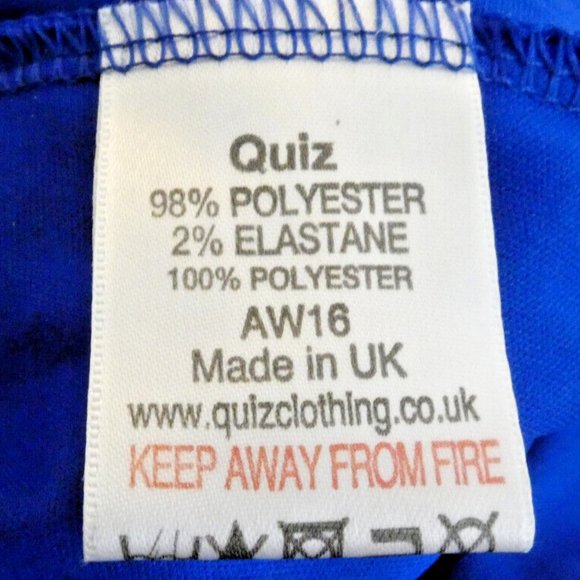 Quiz
98% POLYESTER
2% ELASTANE
100% POLYESTER
AW16
Made in UK
www.quizclothing.co.uk
KEEP AWAY FROM FIRE